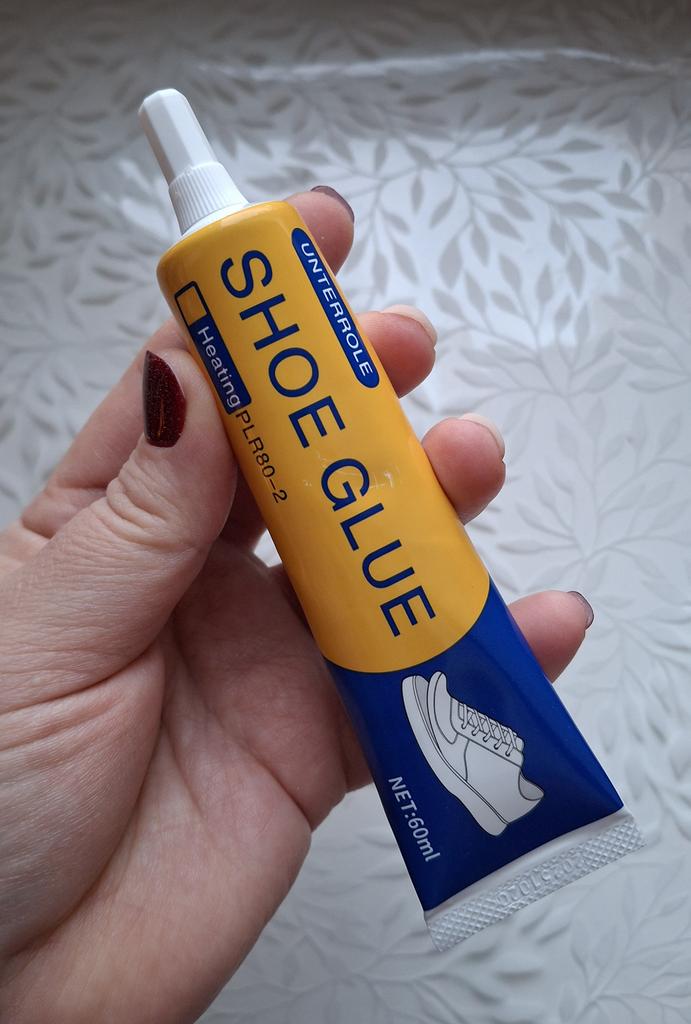 UNTERROLE
SHOE GLUE
Heating
PLR80-2
NET:60ml